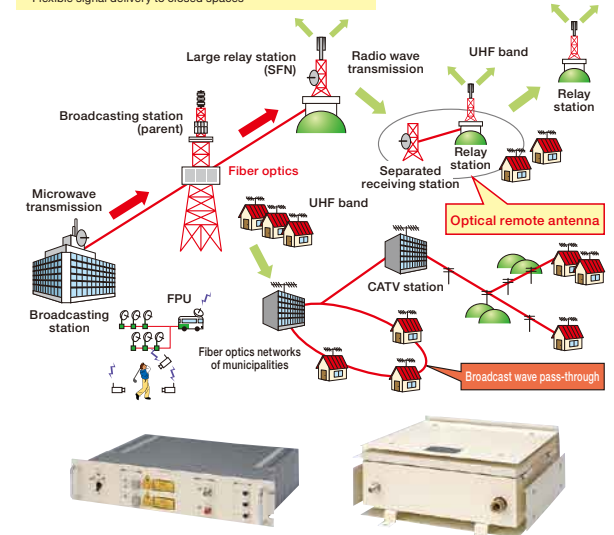 Flexible signal delivery to closed spaces
Large relay station
(SFN)
Radio wave
transmission
UHF band
Relay
station
Broadcasting station
(parent)
Fiber optics
Relay
station
Separated
receiving station
Microwave
transmission
UHF band
Optical remote antenna
CATV station
FPU
Broadcasting
station
Fiber optics networks
of municipalities
Broadcast wave pass-through